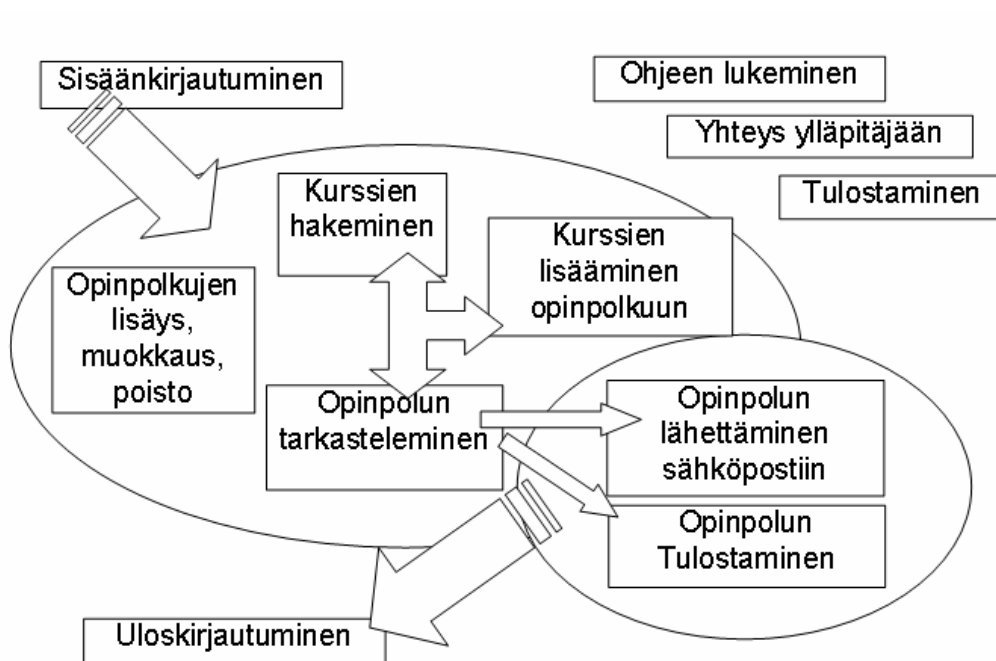 Sisäänkirjautuminen
Ohjeen lukeminen
Yhteys ylläpitäjään
Tulostaminen
Kurssien
hakeminen
Kurssien
lisääminen
opinpolkuun
Opinpolkujen
lisäys,
muokkaus,
poisto
Opinpolun
tarkasteleminen
Opinpolun
lähettäminen
sähköpostiin
Opinpolun
Tulostaminen
Uloskirjautuminen